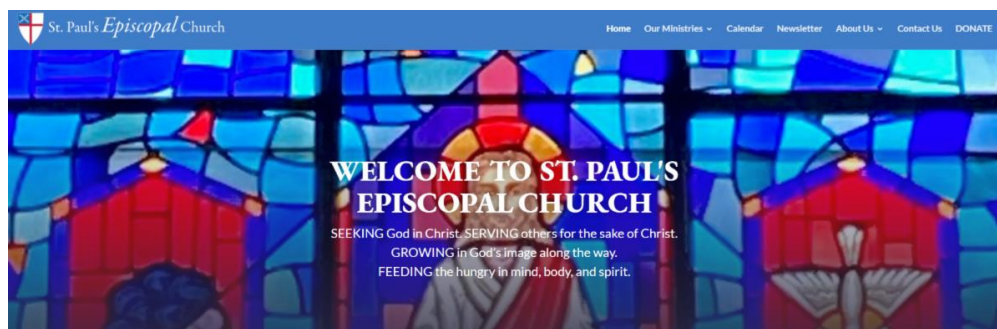 St. Paul's Episcopal Church
Home Our Ministries Calendar Newsletter About Us Contact Us DONATE
WELCOME TO ST. PAUL'S
EPISCOPAL CHURCH
SEEKING God in Christ. SERVING others for the sake of Christ.
GROWING in God's image along the way.
FEEDING the hungry in mind, body, and spirit.